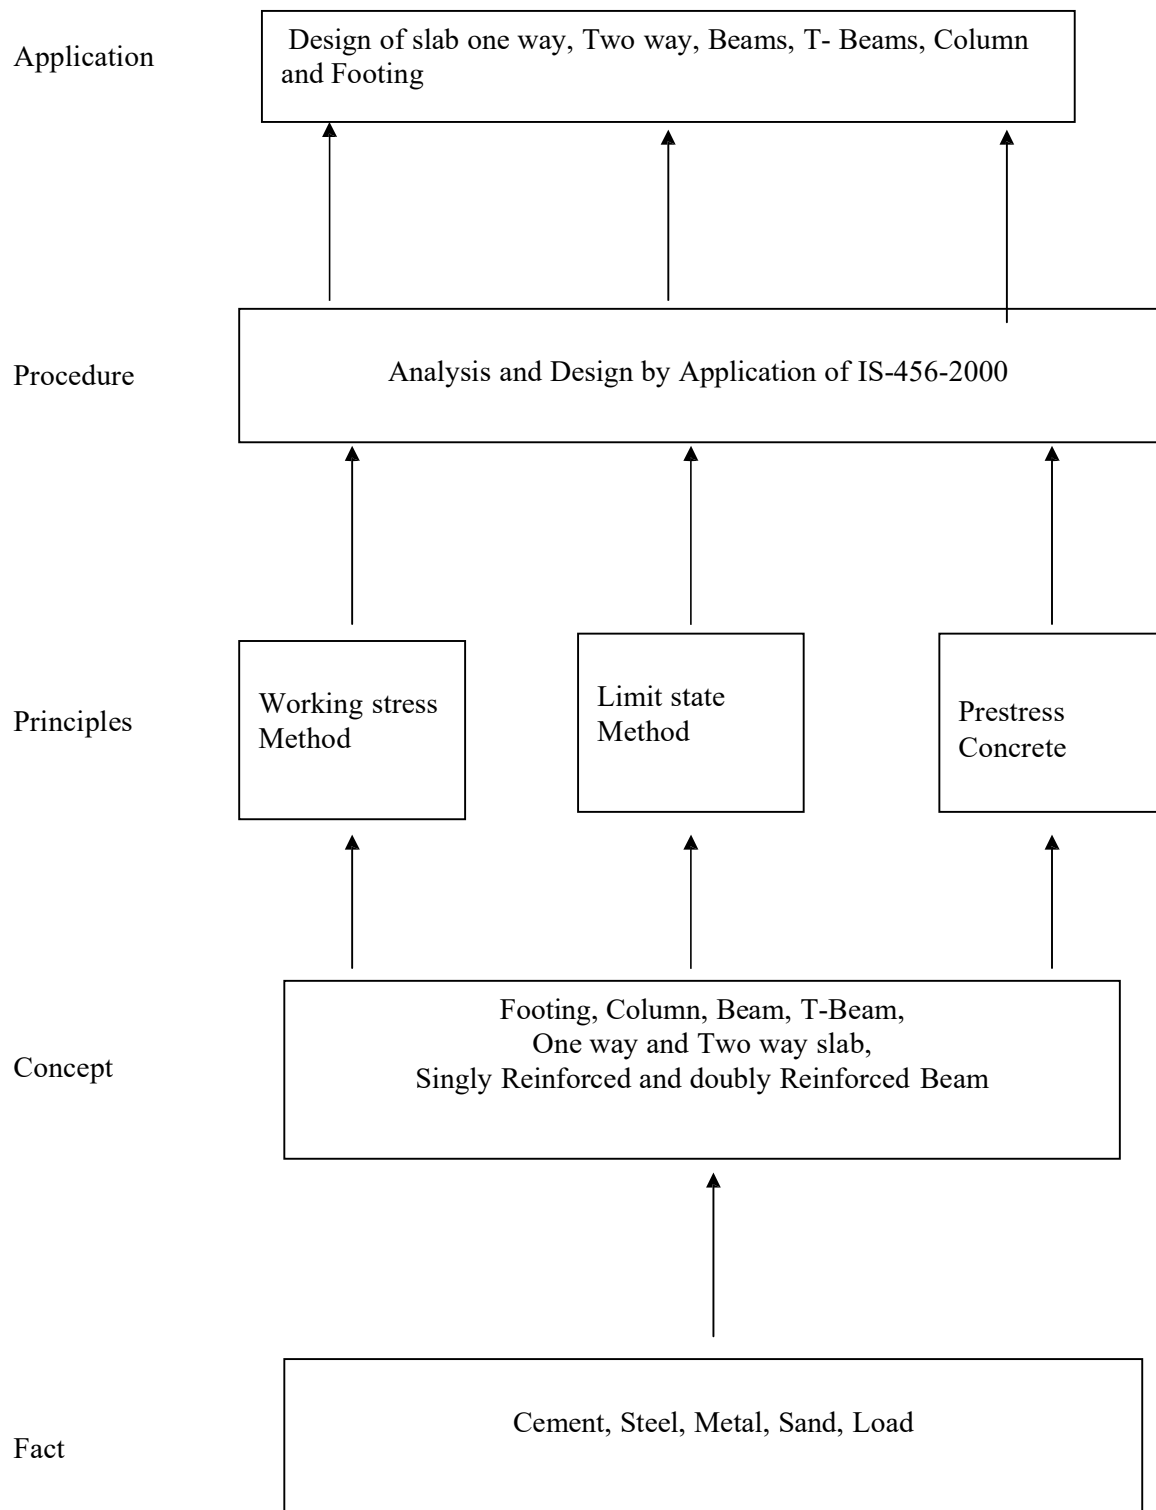 Application
Design of slab one way, Two way, Beams, T- Beams, Column
and Footing
Procedure
Analysis and Design by Application of IS-456-2000
Principles
Working stress
Method
Limit state
Method
Prestress
Concrete
Concept
Footing, Column, Beam, T-Beam,
One way and Two way slab,
Singly Reinforced and doubly Reinforced Beam
Fact
Cement, Steel, Metal, Sand, Load